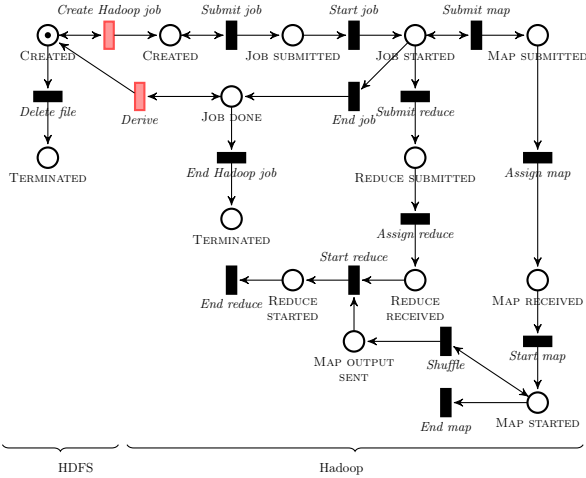 Create Hadoop job
Submit job
Start job
Submit map
CREATED
CREATED
JOB SUBMITTED
JOB STARTED
MAP SUBMITTED
Delete file
Derive
JOB DONE
End job
Submit reduce
TERMINATED
End Hadoop job
REDUCE SUBMITTED
Assign map
TERMINATED
Assign reduce
Start reduce
End reduce
REDUCE
STARTED
REDUCE
RECEIVED
MAP RECEIVED
MAP OUTPUT
SENT
Shuffle
Start map
End map
MAP STARTED
HDFS
Hadoop